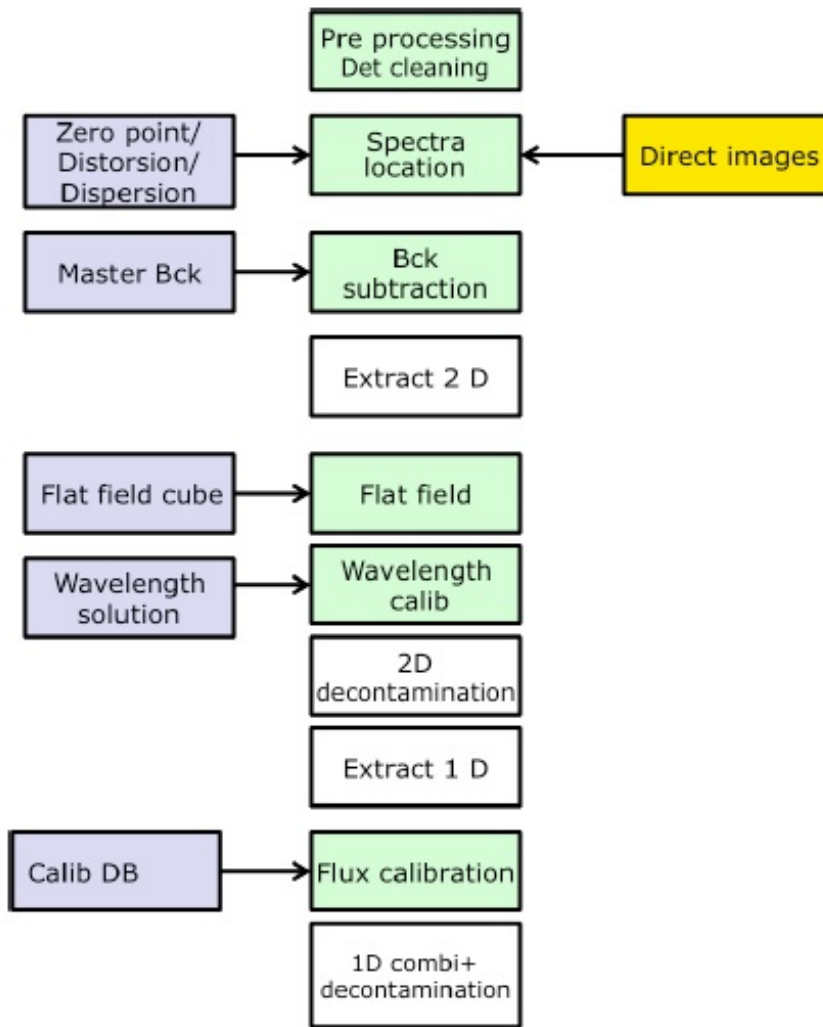 Pre processing
Det cleaning
Zero point/
Distorsion/
Dispersion
Spectra
location
Direct images
Master Bck
Bck
subtraction
Extract 2 D
Flat field cube
Flat field
Wavelength
solution
Wavelength
calib
2D
decontamination
Extract 1 D
Calib DB
Flux calibration
1D combi+
decontamination